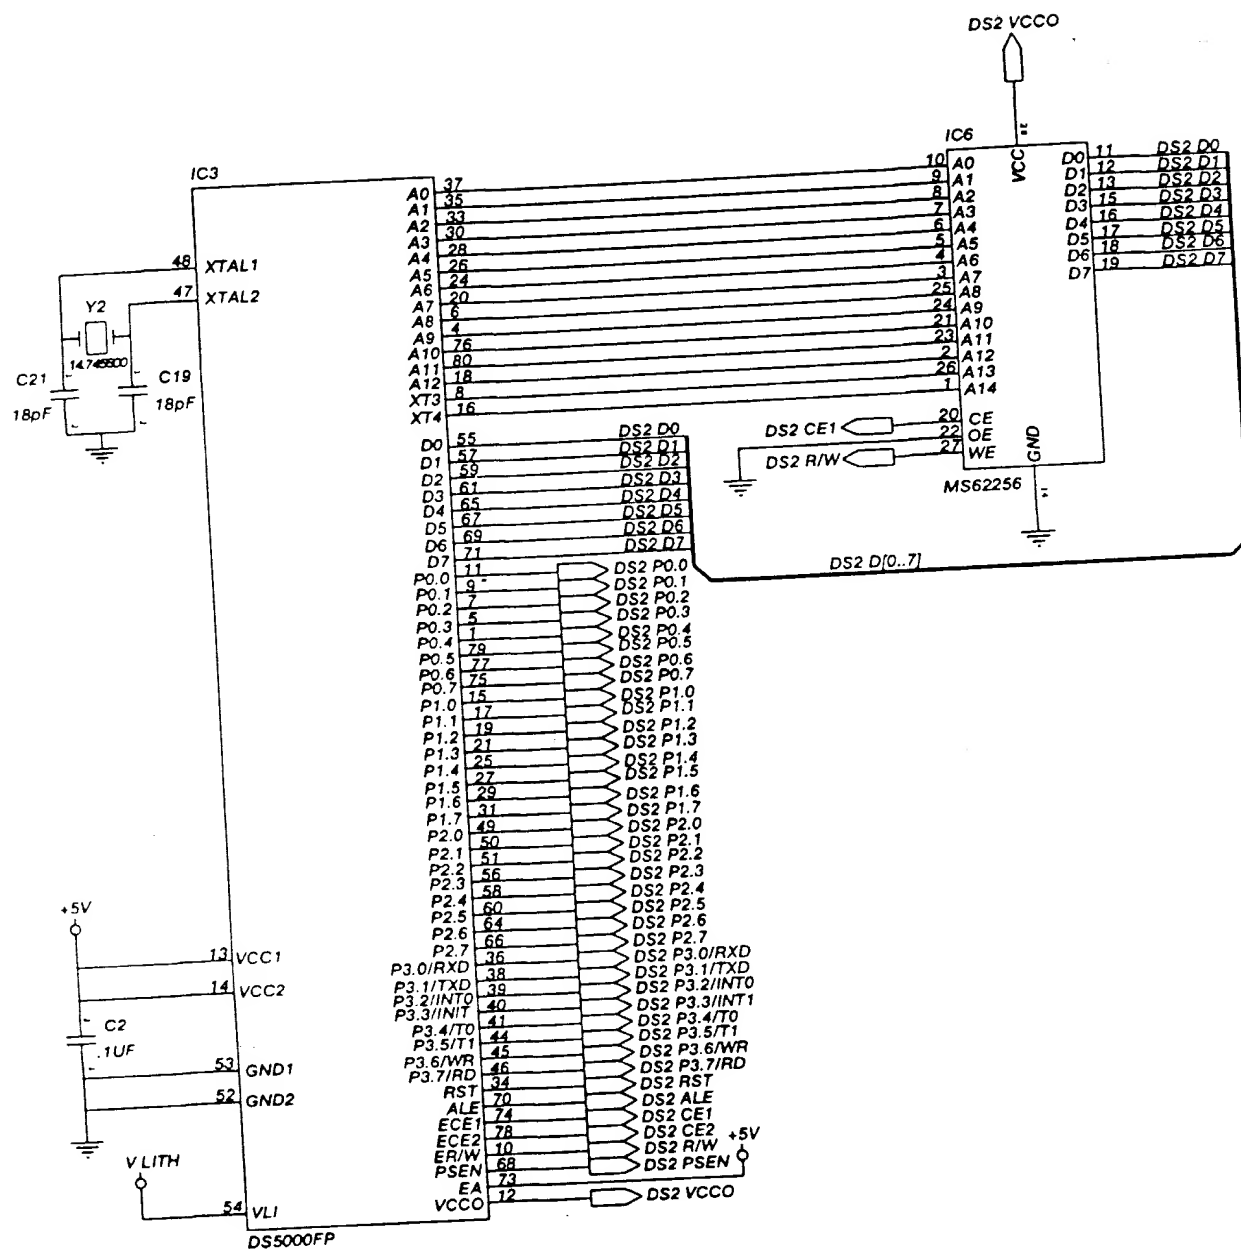 DS2 VCCO
IC6
VCC
10 A0
9 A1
8 A2
7 A3
6 A4
5 A5
4 A6
3 A7
25 A8
24 A9
21 A10
23 A11
2 A12
26 A13
1 A14
20 CE
22 OE
27 WE
GND
D0 11 DS2 D0
D1 12 DS2 D1
D2 13 DS2 D2
D3 15 DS2 D3
D4 16 DS2 D4
D5 17 DS2 D5
D6 18 DS2 D6
D7 19 DS2 D7
DS2 CE1
DS2 R/W
MS62256
DS2 D[0..7]
IC3
48 XTAL1
47 XTAL2
Y2
C21
18pF
C19
18pF
+5V
13 VCC1
14 VCC2
C2
.1UF
53 GND1
52 GND2
V LITH
54 VLI
DS5000FP
A0 37
A1 35
A2 33
A3 30
A4 28
A5 26
A6 24
A7 20
A8 6
A9 4
A10 76
A11 80
A12 18
XT3 8
XT4 16
D0 55 DS2 D0
D1 57 DS2 D1
D2 59 DS2 D2
D3 61 DS2 D3
D4 65 DS2 D4
D5 67 DS2 D5
D6 69 DS2 D6
D7 71 DS2 D7
P0.0 11 DS2 P0.0
P0.1 9 DS2 P0.1
P0.2 7 DS2 P0.2
P0.3 5 DS2 P0.3
P0.4 1 DS2 P0.4
P0.5 79 DS2 P0.5
P0.6 77 DS2 P0.6
P0.7 75 DS2 P0.7
P1.0 15 DS2 P1.0
P1.1 17 DS2 P1.1
P1.2 19 DS2 P1.2
P1.3 21 DS2 P1.3
P1.4 25 DS2 P1.4
P1.5 27 DS2 P1.5
P1.6 29 DS2 P1.6
P1.7 31 DS2 P1.7
P2.0 49 DS2 P2.0
P2.1 50 DS2 P2.1
P2.2 51 DS2 P2.2
P2.3 56 DS2 P2.3
P2.4 58 DS2 P2.4
P2.5 60 DS2 P2.5
P2.6 64 DS2 P2.6
P2.7 66 DS2 P2.7
P3.0/RXD 36 DS2 P3.0/RXD
P3.1/TXD 38 DS2 P3.1/TXD
P3.2/INT0 39 DS2 P3.2/INT0
P3.3/INIT 40 DS2 P3.3/INT1
P3.4/T0 41 DS2 P3.4/T0
P3.5/T1 44 DS2 P3.5/T1
P3.6/WR 45 DS2 P3.6/WR
P3.7/RD 46 DS2 P3.7/RD
RST 34 DS2 RST
ALE 70 DS2 ALE
ECE1 74 DS2 CE1
ECE2 78 DS2 CE2
ER/W 10 DS2 R/W
PSEN 68 DS2 PSEN
EA 73 +5V
VCCO 12 DS2 VCCO